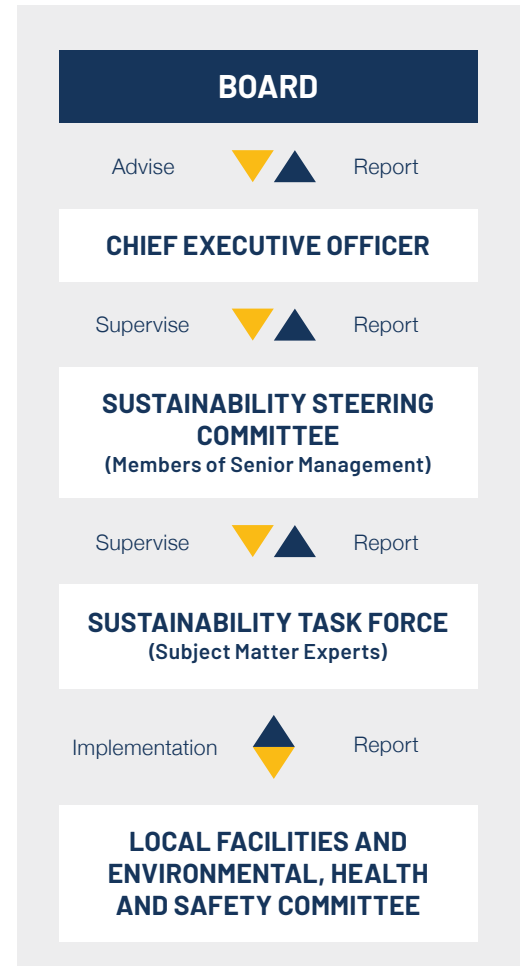 BOARD
Advise Report
CHIEF EXECUTIVE OFFICER
Supervise Report
SUSTAINABILITY STEERING
COMMITTEE
(Members of Senior Management)
Supervise Report
SUSTAINABILITY TASK FORCE
(Subject Matter Experts)
Implementation Report
LOCAL FACILITIES AND
ENVIRONMENTAL, HEALTH
AND SAFETY COMMITTEE